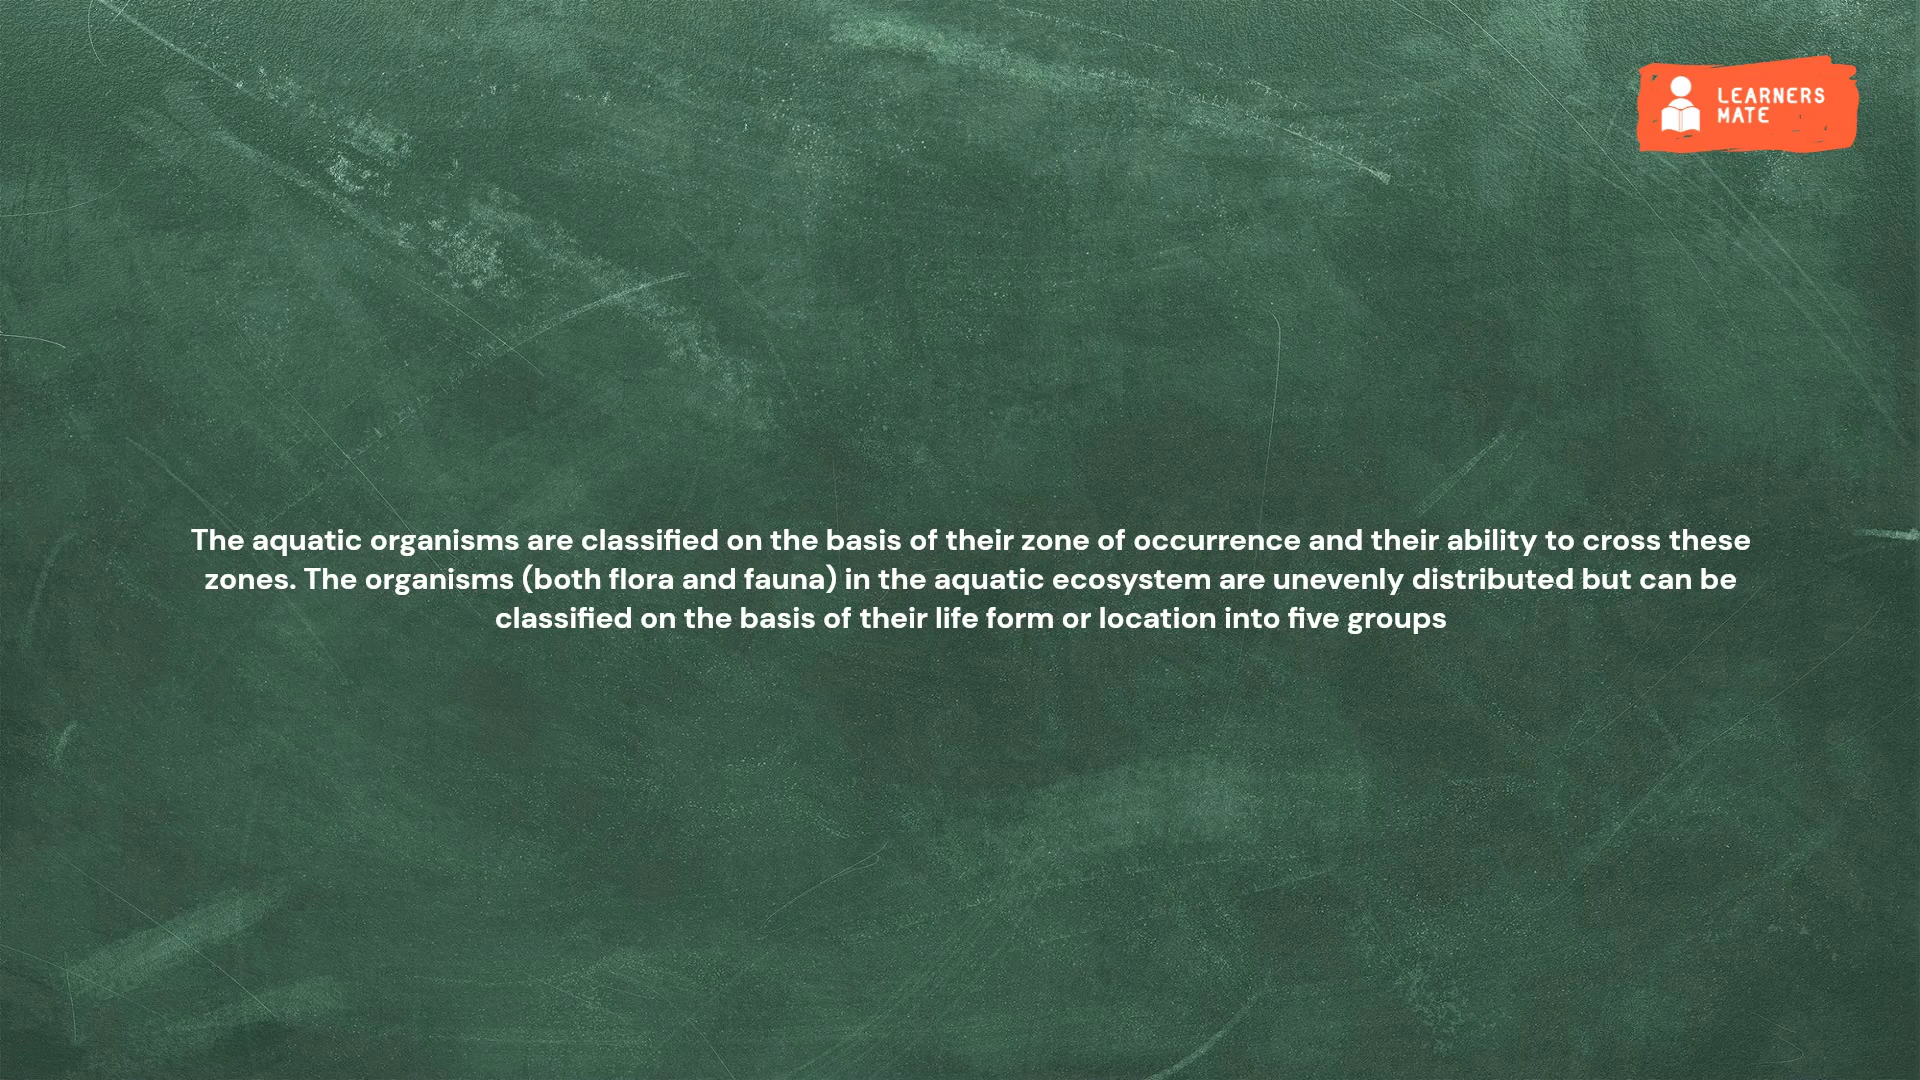 LEARNERS
MATE
The aquatic organisms are classified on the basis of their zone of occurrence and their ability to cross these
zones. The organisms (both flora and fauna) in the aquatic ecosystem are unevenly distributed but can be
classified on the basis of their life form or location into five groups